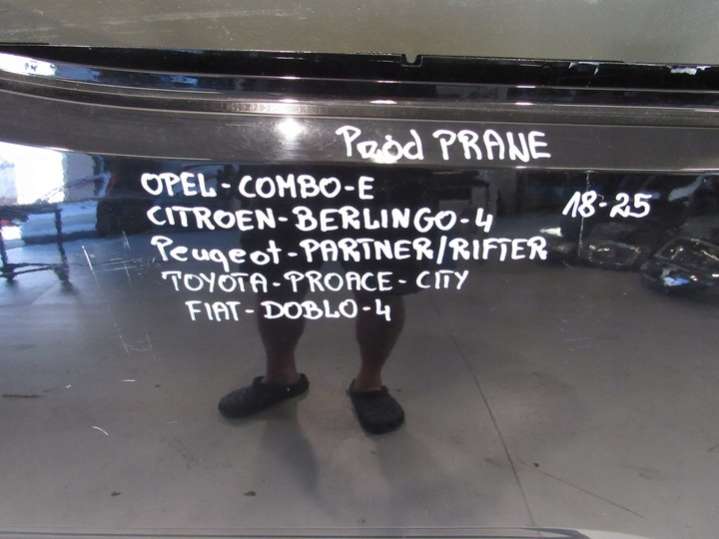 Przód PRAWE
OPEL-COMBO-E
CITROEN-BERLINGO-4 18-25
Peugeot-PARTNER/RIFTER
TOYOTA-PROACE-CITY
FIAT-DOBLO-4